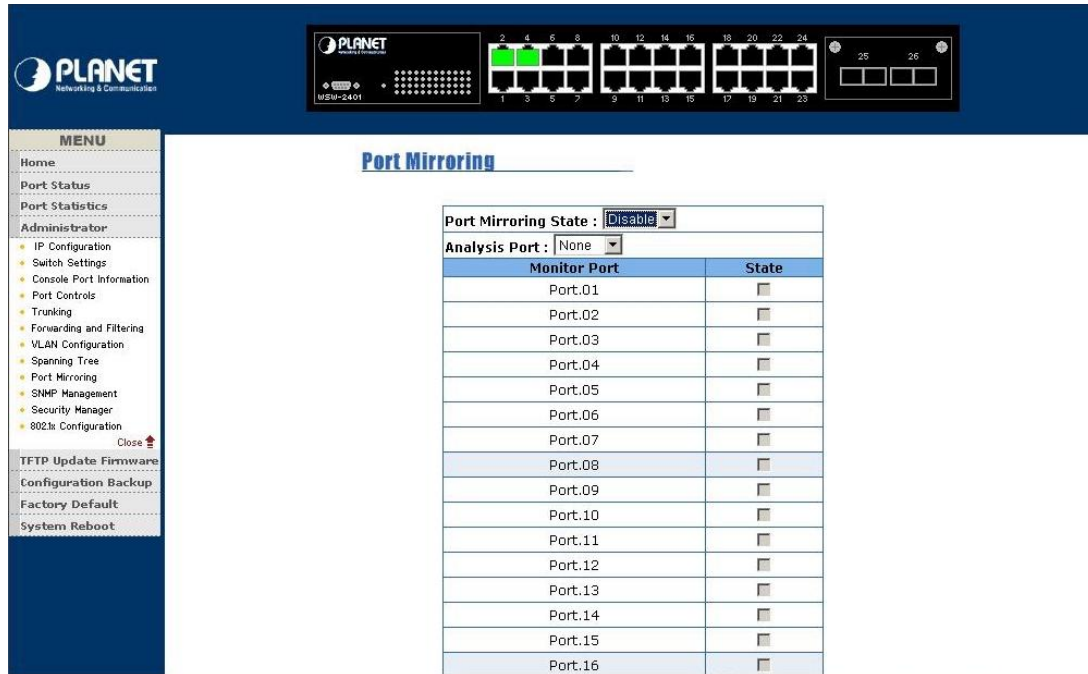 PLANET
Networking & Communication
PLANET
Networking & Communication
WSW-2401
2 4 6 8 10 12 14 16 18 20 22 24
1 3 5 7 9 11 13 15 17 19 21 23
25 26
MENU
Home
Port Status
Port Statistics
Administrator
IP Configuration
Switch Settings
Console Port Information
Port Controls
Trunking
Forwarding and Filtering
VLAN Configuration
Spanning Tree
Port Mirroring
SNMP Management
Security Manager
802.1x Configuration
Close
TFTP Update Firmware
Configuration Backup
Factory Default
System Reboot
Port Mirroring
Port Mirroring State : Disable
Analysis Port : None
Monitor Port State
Port.01
Port.02
Port.03
Port.04
Port.05
Port.06
Port.07
Port.08
Port.09
Port.10
Port.11
Port.12
Port.13
Port.14
Port.15
Port.16